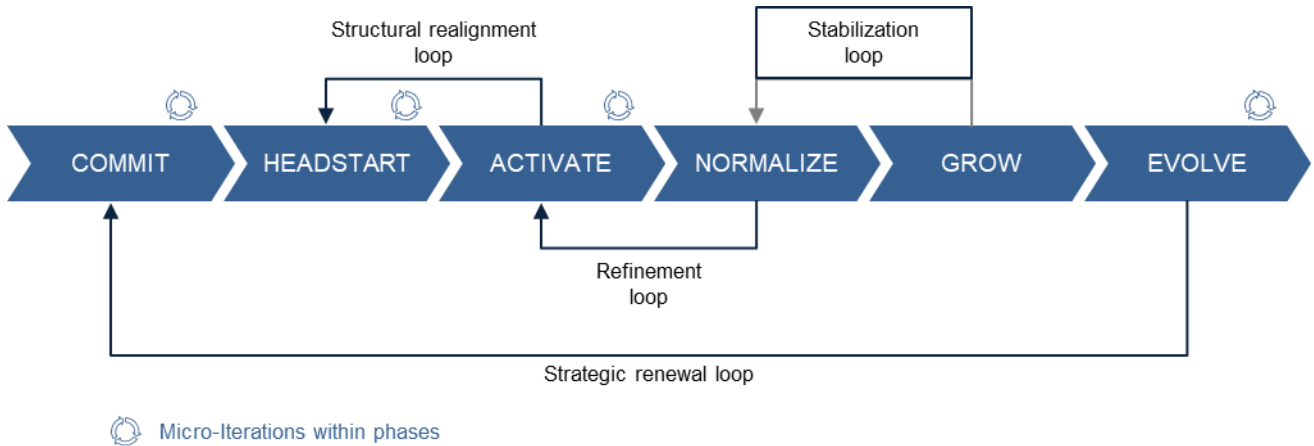 Structural realignment
loop
Stabilization
loop
COMMIT
HEADSTART
ACTIVATE
NORMALIZE
GROW
EVOLVE
Refinement
loop
Strategic renewal loop
Micro-Iterations within phases